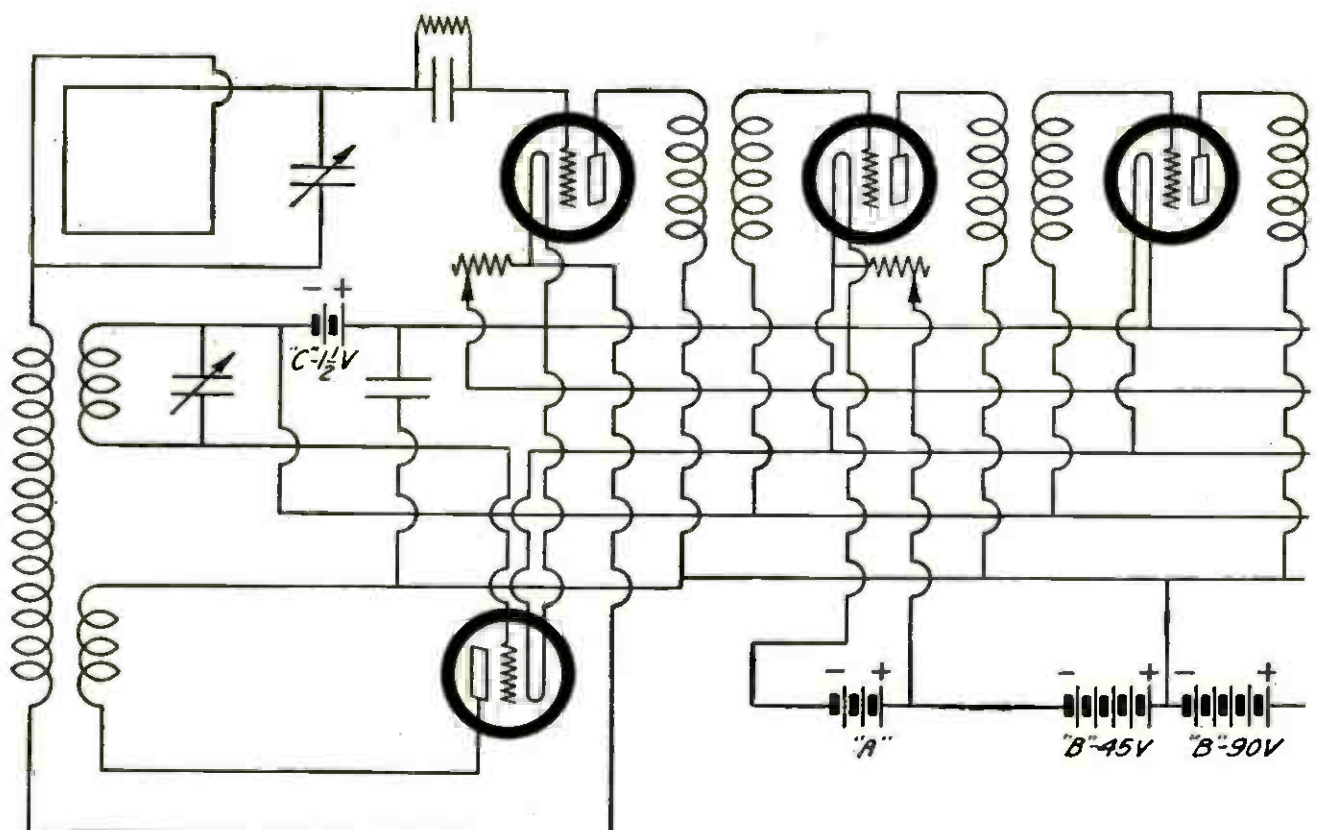 - +
"C"-1½V
- +
"A"
- +
"B"-45V
- +
"B"-90V